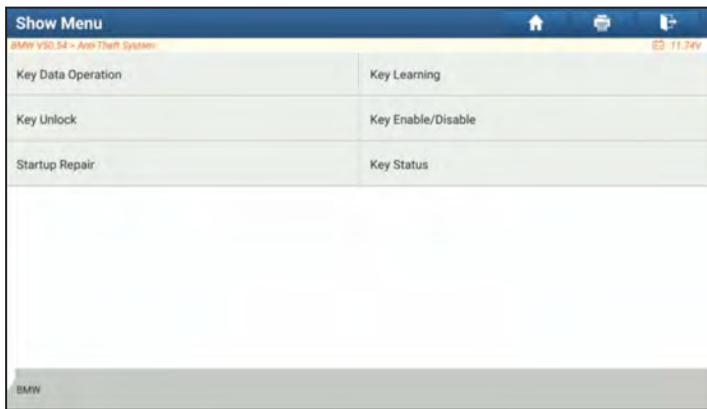 Show Menu
BMW V50.54 > Anti-Theft System 11.74V
Key Data Operation Key Learning
Key Unlock Key Enable/Disable
Startup Repair Key Status
BMW